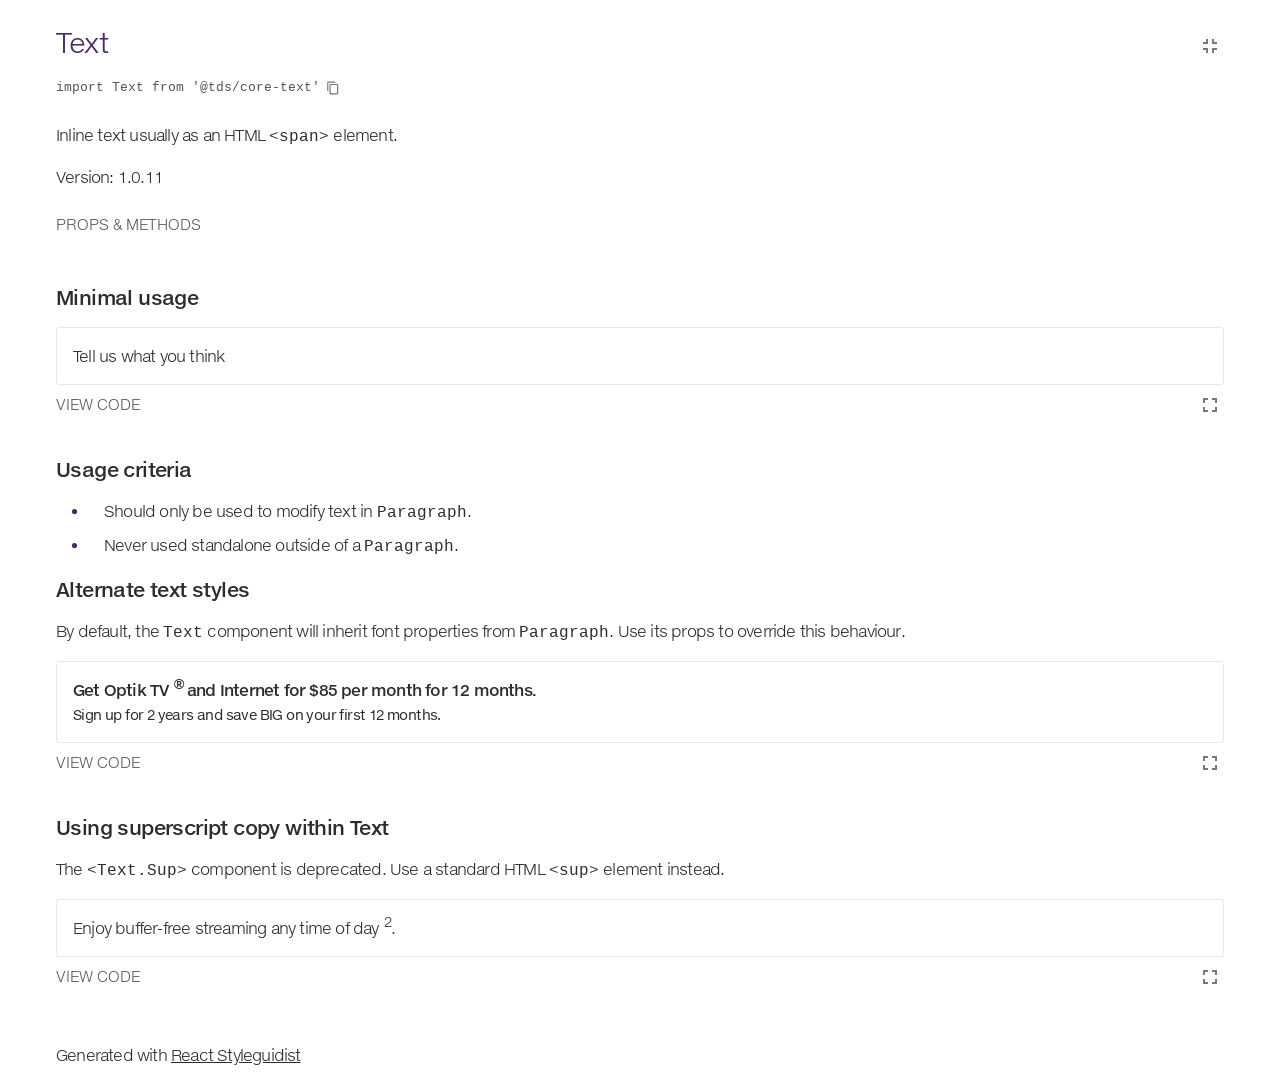 Text
import Text from '@tds/core-text'
Inline text usually as an HTML <span> element.
Version: 1.0.11
PROPS & METHODS
Minimal usage
Tell us what you think
VIEW CODE
Usage criteria
• Should only be used to modify text in Paragraph.
• Never used standalone outside of a Paragraph.
Alternate text styles
By default, the Text component will inherit font properties from Paragraph. Use its props to override this behaviour.
Get Optik TV ® and Internet for $85 per month for 12 months.
Sign up for 2 years and save BIG on your first 12 months.
VIEW CODE
Using superscript copy within Text
The <Text.Sup> component is deprecated. Use a standard HTML <sup> element instead.
Enjoy buffer-free streaming any time of day 2.
VIEW CODE
Generated with React Styleguidist